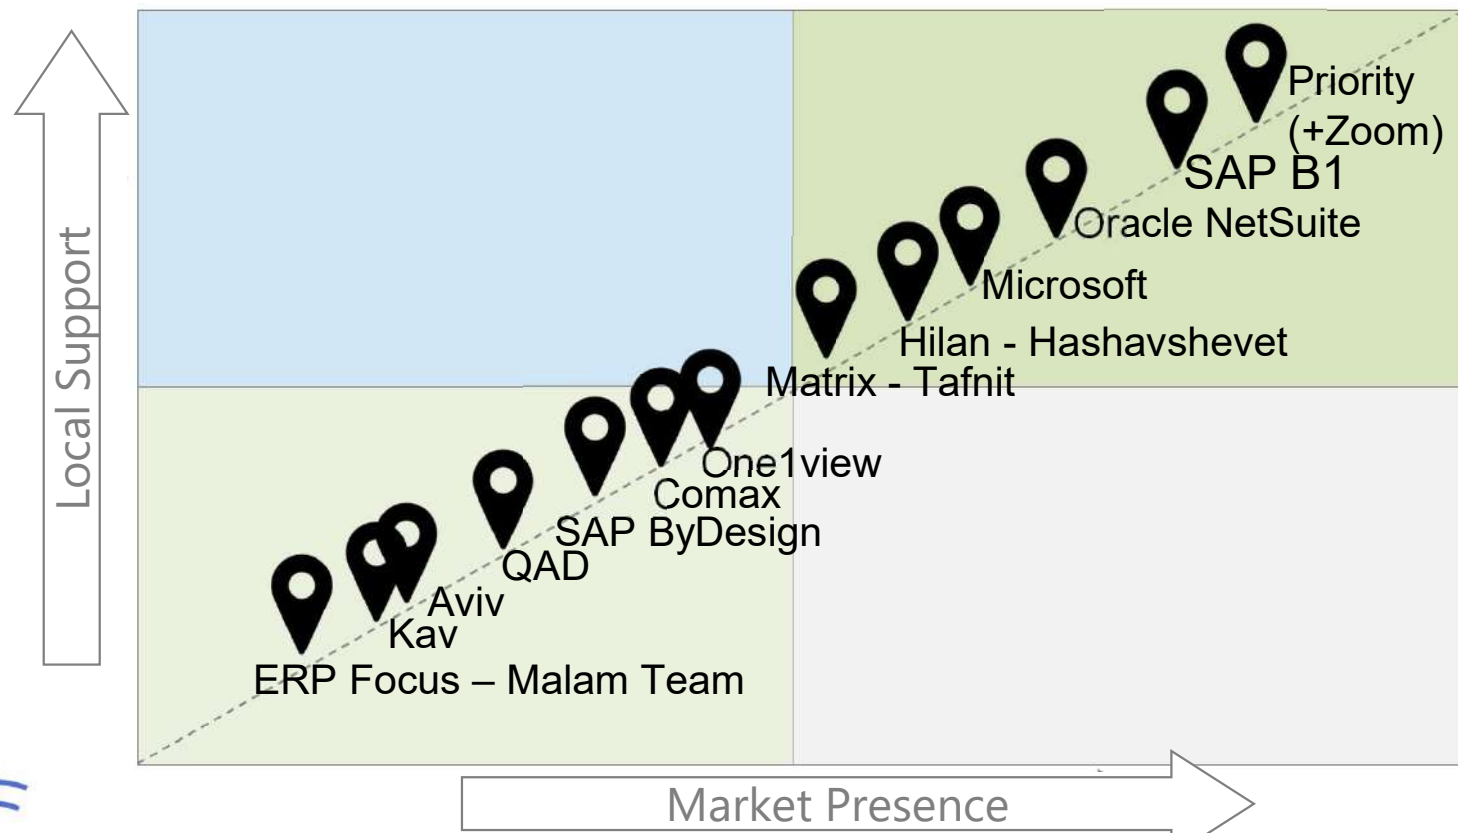 Local Support
Priority
(+Zoom)
SAP B1
Oracle NetSuite
Microsoft
Hilan - Hashavshevet
Matrix - Tafnit
One1view
Comax
SAP ByDesign
QAD
Aviv
Kav
ERP Focus – Malam Team
Market Presence